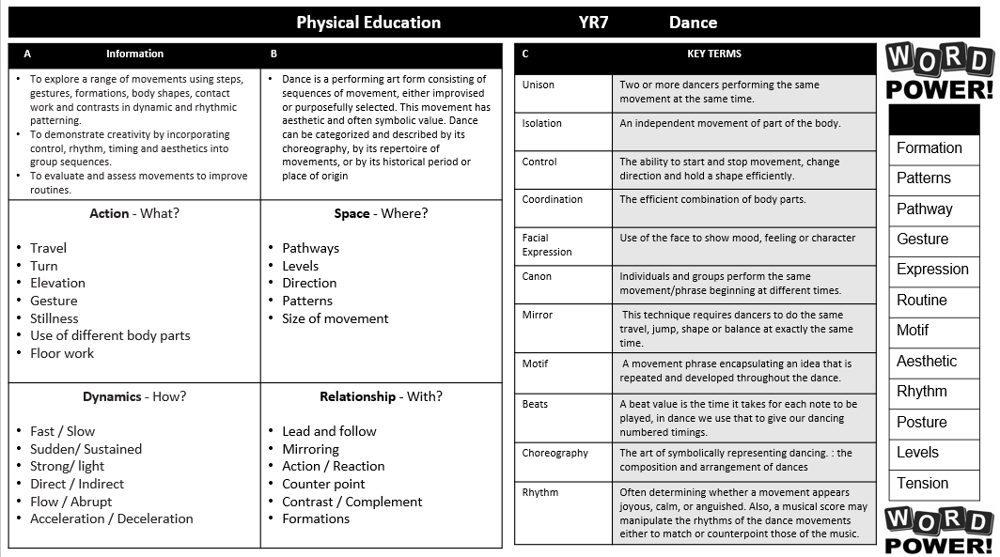 Physical Education YR7 Dance
A Information
• To explore a range of movements using steps,
gestures, formations, body shapes, contact
work and contrasts in dynamic and rhythmic
patterning.
• To demonstrate creativity by incorporating
control, rhythm, timing and aesthetics into
group sequences.
• To evaluate and assess movements to improve
routines.
B
• Dance is a performing art form consisting of
sequences of movement, either improvised
or purposefully selected. This movement has
aesthetic and often symbolic value. Dance
can be categorized and described by its
choreography, by its repertoire of
movements, or by its historical period or
place of origin
Action - What?
• Travel
• Turn
• Elevation
• Gesture
• Stillness
• Use of different body parts
• Floor work
Space - Where?
• Pathways
• Levels
• Direction
• Patterns
• Size of movement
Dynamics - How?
• Fast / Slow
• Sudden/ Sustained
• Strong/ light
• Direct / Indirect
• Flow / Abrupt
• Acceleration / Deceleration
Relationship - With?
• Lead and follow
• Mirroring
• Action / Reaction
• Counter point
• Contrast / Complement
• Formations
C KEY TERMS
Unison
Two or more dancers performing the same
movement at the same time.
Isolation
An independent movement of part of the body.
Control
The ability to start and stop movement, change
direction and hold a shape efficiently.
Coordination
The efficient combination of body parts.
Facial
Expression
Use of the face to show mood, feeling or character
Canon
Individuals and groups perform the same
movement/phrase beginning at different times.
Mirror
This technique requires dancers to do the same
travel, jump, shape or balance at exactly the same
time.
Motif
A movement phrase encapsulating an idea that is
repeated and developed throughout the dance.
Beats
A beat value is the time it takes for each note to be
played, in dance we use that to give our dancing
numbered timings.
Choreography
The art of symbolically representing dancing. : the
composition and arrangement of dances
Rhythm
Often determining whether a movement appears
joyous, calm, or anguished. Also, a musical score may
manipulate the rhythms of the dance movements
either to match or counterpoint those of the music.
WORD
POWER!
Formation
Patterns
Pathway
Gesture
Expression
Routine
Motif
Aesthetic
Rhythm
Posture
Levels
Tension
WORD
POWER!